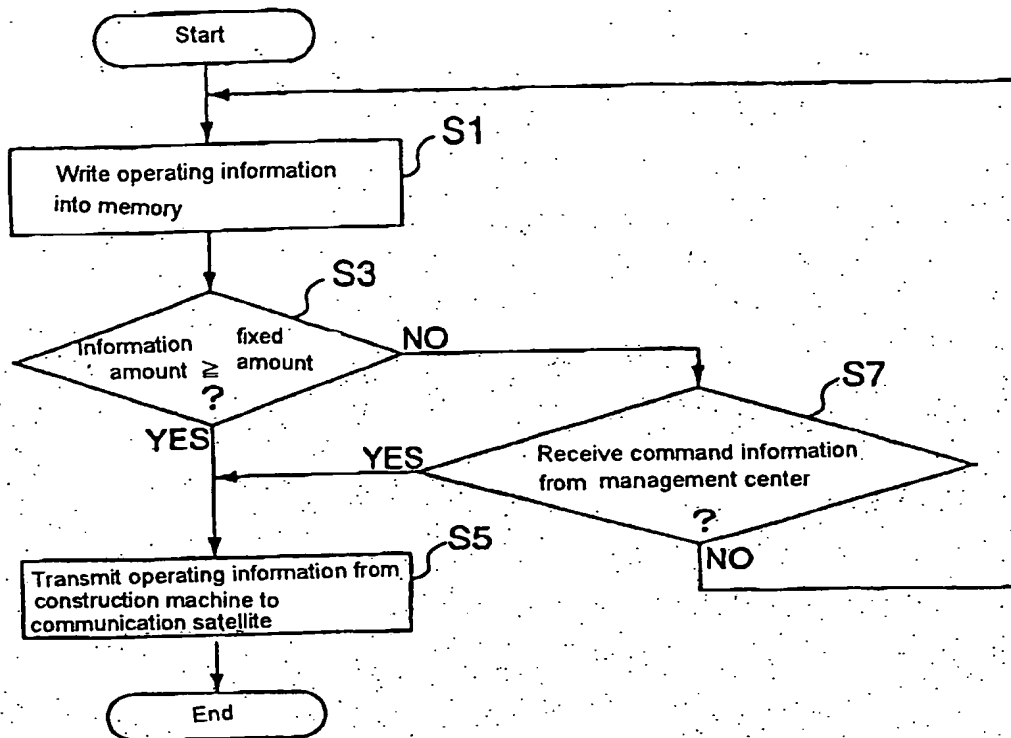 Start
S1
Write operating information
into memory
S3
Information
amount
≧
fixed
amount
?
NO
YES
S7
Receive command information
from management center
?
YES
NO
S5
Transmit operating information from
construction machine to
communication satellite
End